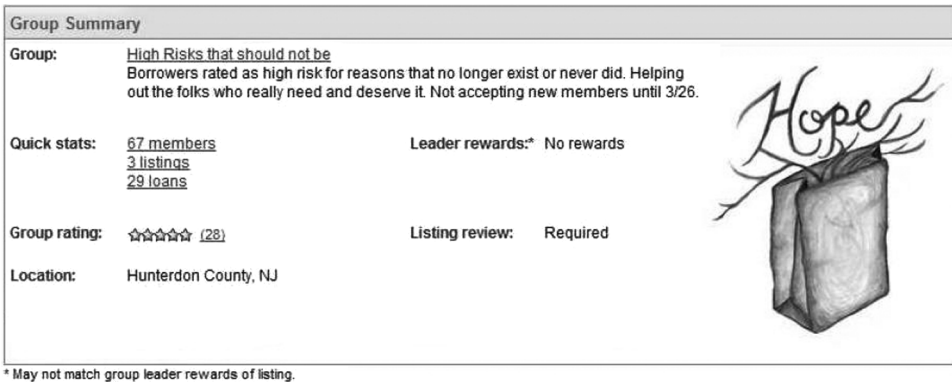 Group Summary
Group: High Risks that should not be
Borrowers rated as high risk for reasons that no longer exist or never did. Helping
out the folks who really need and deserve it. Not accepting new members until 3/26.
Quick stats: 67 members Leader rewards:* No rewards
3 listings
29 loans
Group rating: ☆☆☆☆☆ (28) Listing review: Required
Location: Hunterdon County, NJ
Hope
* May not match group leader rewards of listing.